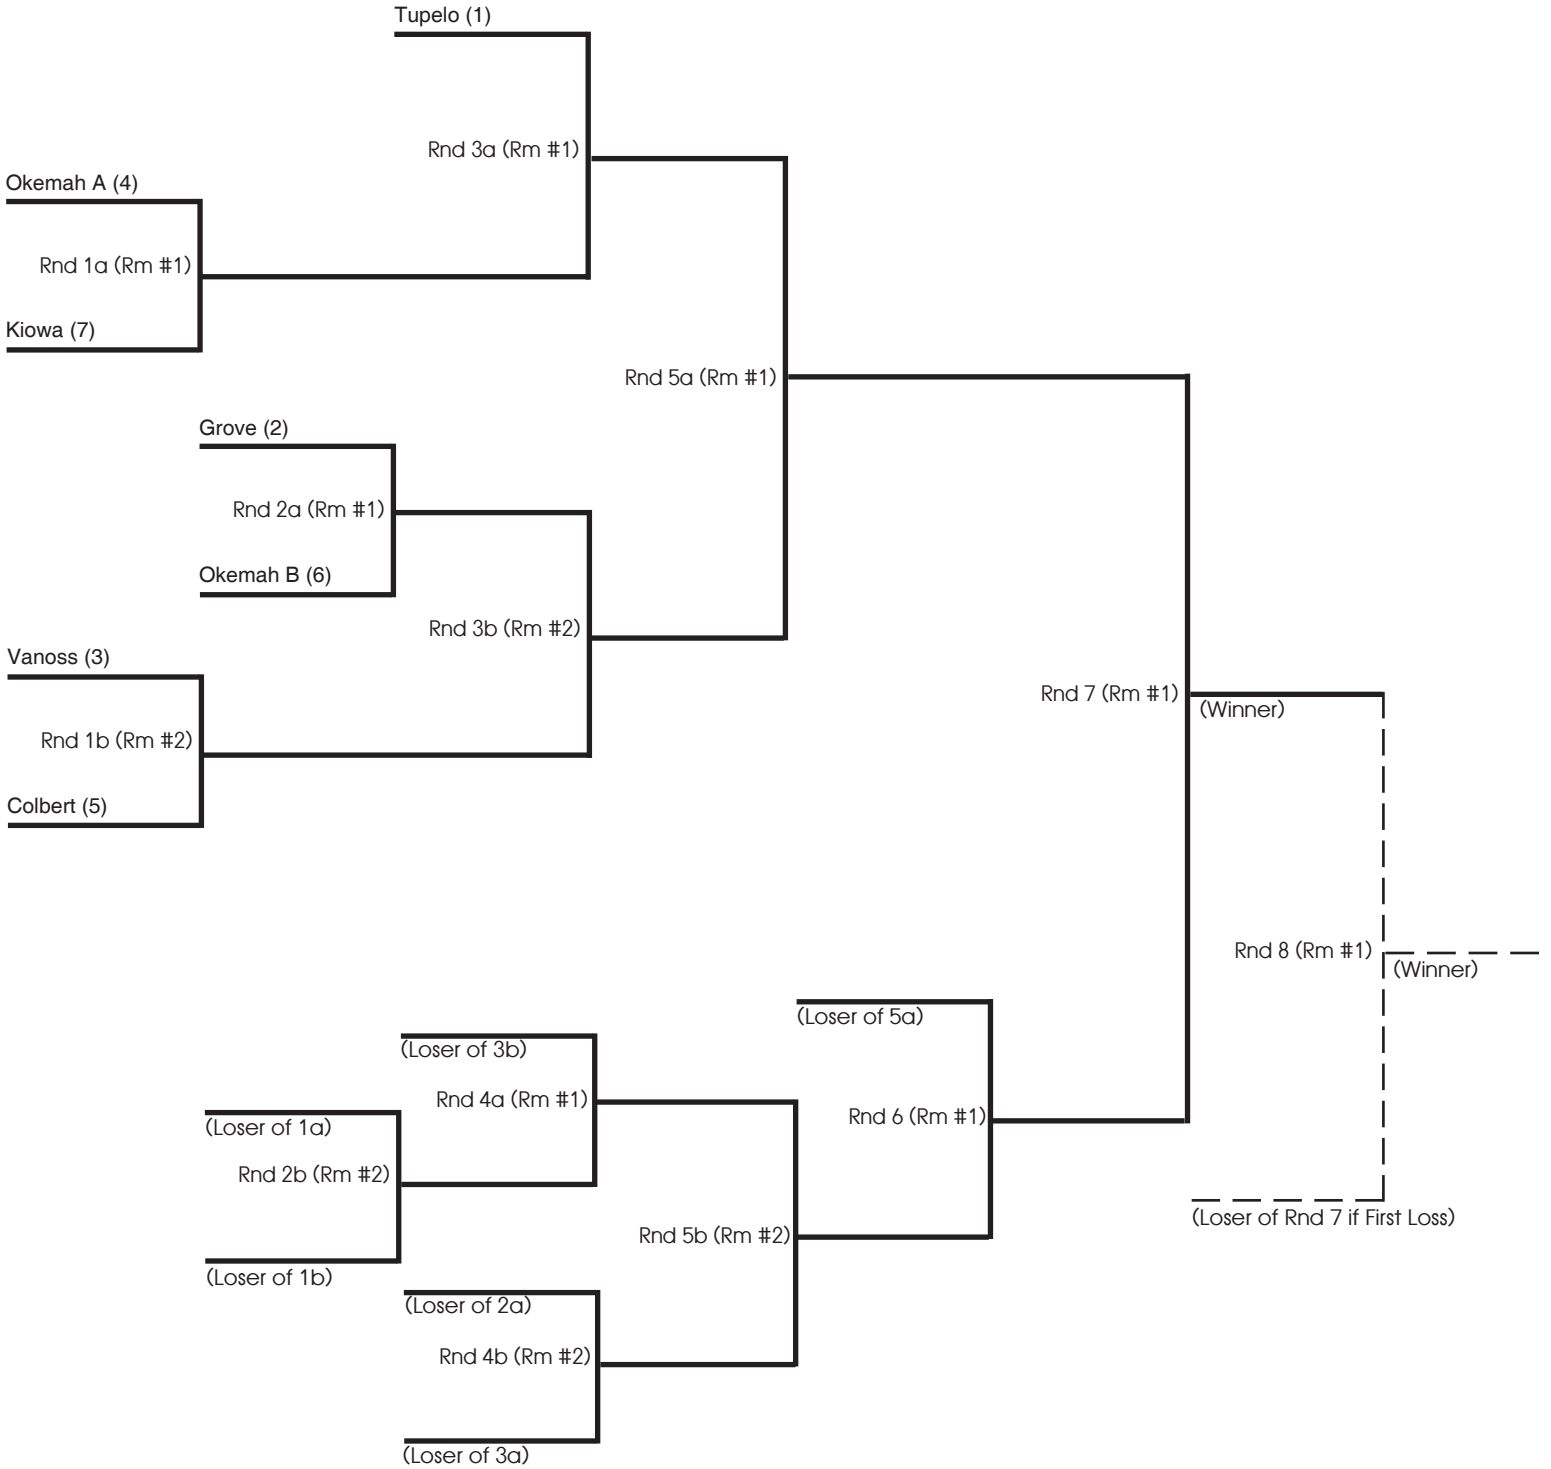 Tupelo (1)
Rnd 3a (Rm #1)
Okemah A (4)
Rnd 1a (Rm #1)
Kiowa (7)
Rnd 5a (Rm #1)
Grove (2)
Rnd 2a (Rm #1)
Okemah B (6)
Rnd 3b (Rm #2)
Vanoss (3)
Rnd 7 (Rm #1)
(Winner)
Rnd 1b (Rm #2)
Colbert (5)
Rnd 8 (Rm #1)
(Winner)
(Loser of 5a)
(Loser of 3b)
Rnd 4a (Rm #1)
Rnd 6 (Rm #1)
(Loser of 1a)
Rnd 2b (Rm #2)
(Loser of Rnd 7 if First Loss)
Rnd 5b (Rm #2)
(Loser of 1b)
(Loser of 2a)
Rnd 4b (Rm #2)
(Loser of 3a)